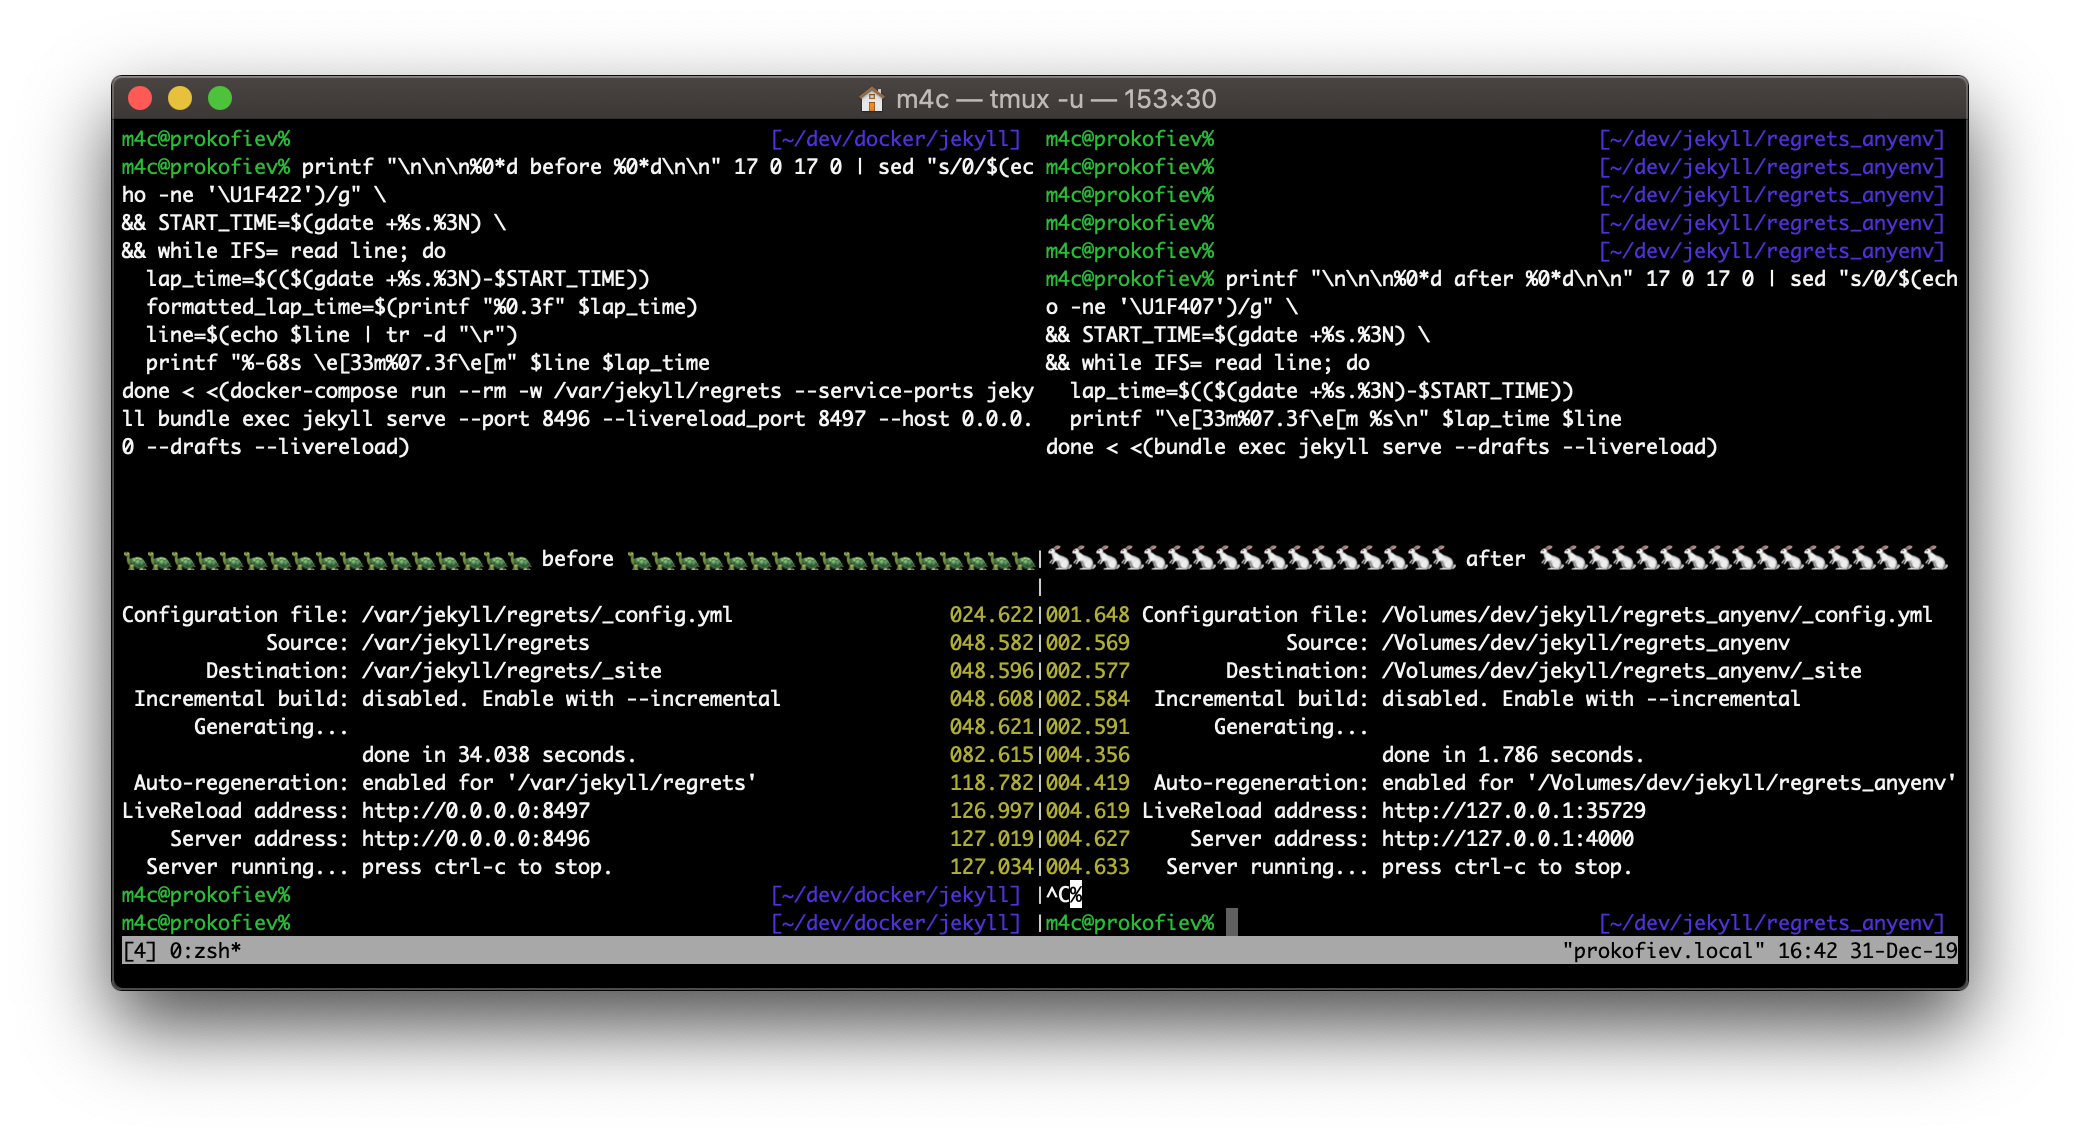 m4c — tmux -u — 153×30
m4c@prokofiev% [~/dev/docker/jekyll]
m4c@prokofiev% printf "\n\n\n%0*d before %0*d\n\n" 17 0 17 0 | sed "s/0/$(ec
ho -ne '\U1F422')/g" \
&& START_TIME=$(gdate +%s.%3N) \
&& while IFS= read line; do
  lap_time=$(($(gdate +%s.%3N)-$START_TIME))
  formatted_lap_time=$(printf "%0.3f" $lap_time)
  line=$(echo $line | tr -d "\r")
  printf "%-68s \e[33m%07.3f\e[m" $line $lap_time
done < <(docker-compose run --rm -w /var/jekyll/regrets --service-ports jeky
ll bundle exec jekyll serve --port 8496 --livereload_port 8497 --host 0.0.0.
0 --drafts --livereload)
🐢🐢🐢🐢🐢🐢🐢🐢🐢🐢🐢🐢🐢🐢🐢🐢🐢 before 🐢🐢🐢🐢🐢🐢🐢🐢🐢🐢🐢🐢🐢🐢🐢🐢🐢
Configuration file: /var/jekyll/regrets/_config.yml 024.622
Source: /var/jekyll/regrets 048.582
Destination: /var/jekyll/regrets/_site 048.596
Incremental build: disabled. Enable with --incremental 048.608
Generating... 048.621
done in 34.038 seconds. 082.615
Auto-regeneration: enabled for '/var/jekyll/regrets' 118.782
LiveReload address: http://0.0.0.0:8497 126.997
Server address: http://0.0.0.0:8496 127.019
Server running... press ctrl-c to stop. 127.034
m4c@prokofiev% [~/dev/docker/jekyll]
m4c@prokofiev% [~/dev/docker/jekyll]
m4c@prokofiev% [~/dev/jekyll/regrets_anyenv]
m4c@prokofiev% [~/dev/jekyll/regrets_anyenv]
m4c@prokofiev% [~/dev/jekyll/regrets_anyenv]
m4c@prokofiev% [~/dev/jekyll/regrets_anyenv]
m4c@prokofiev% [~/dev/jekyll/regrets_anyenv]
m4c@prokofiev% printf "\n\n\n%0*d after %0*d\n\n" 17 0 17 0 | sed "s/0/$(ech
o -ne '\U1F407')/g" \
&& START_TIME=$(gdate +%s.%3N) \
&& while IFS= read line; do
  lap_time=$(($(gdate +%s.%3N)-$START_TIME))
  printf "\e[33m%07.3f\e[m %s\n" $lap_time $line
done < <(bundle exec jekyll serve --drafts --livereload)
🐇🐇🐇🐇🐇🐇🐇🐇🐇🐇🐇🐇🐇🐇🐇🐇🐇 after 🐇🐇🐇🐇🐇🐇🐇🐇🐇🐇🐇🐇🐇🐇🐇🐇🐇
001.648 Configuration file: /Volumes/dev/jekyll/regrets_anyenv/_config.yml
002.569 Source: /Volumes/dev/jekyll/regrets_anyenv
002.577 Destination: /Volumes/dev/jekyll/regrets_anyenv/_site
002.584 Incremental build: disabled. Enable with --incremental
002.591 Generating...
004.356 done in 1.786 seconds.
004.419 Auto-regeneration: enabled for '/Volumes/dev/jekyll/regrets_anyenv'
004.619 LiveReload address: http://127.0.0.1:35729
004.627 Server address: http://127.0.0.1:4000
004.633 Server running... press ctrl-c to stop.
^C%
m4c@prokofiev% [~/dev/jekyll/regrets_anyenv]
[4] 0:zsh* "prokofiev.local" 16:42 31-Dec-19